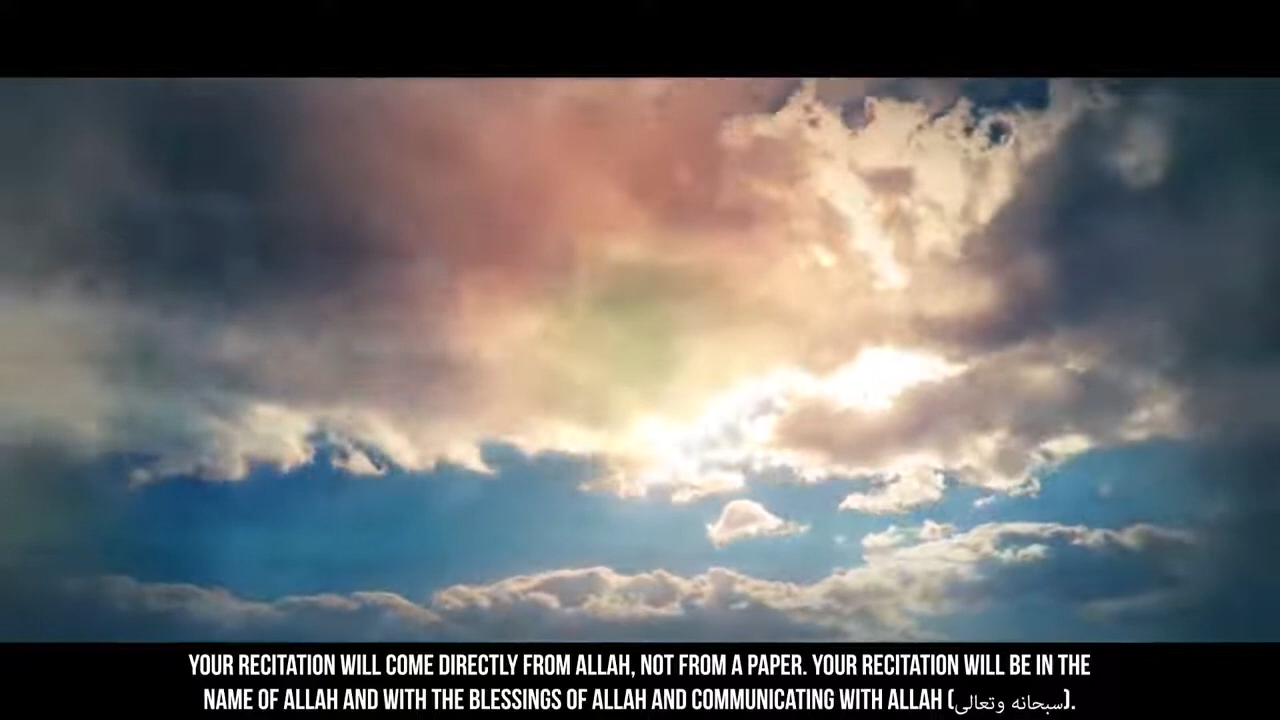 YOUR RECITATION WILL COME DIRECTLY FROM ALLAH, NOT FROM A PAPER. YOUR RECITATION WILL BE IN THE
NAME OF ALLAH AND WITH THE BLESSINGS OF ALLAH AND COMMUNICATING WITH ALLAH (سبحانه وتعالى).